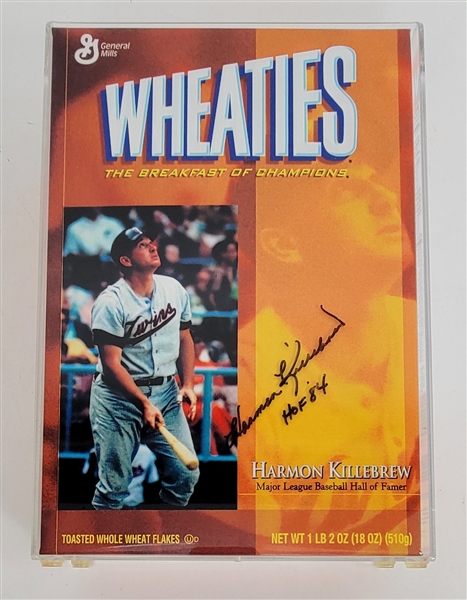 General
Mills
WHEATIES
THE BREAKFAST OF CHAMPIONS.
Twins
Harmon Killebrew
HOF 84
HARMON KILLEBREW
Major League Baseball Hall of Famer
TOASTED WHOLE WHEAT FLAKES U D
NET WT 1 LB 2 OZ (18 OZ) (510g)